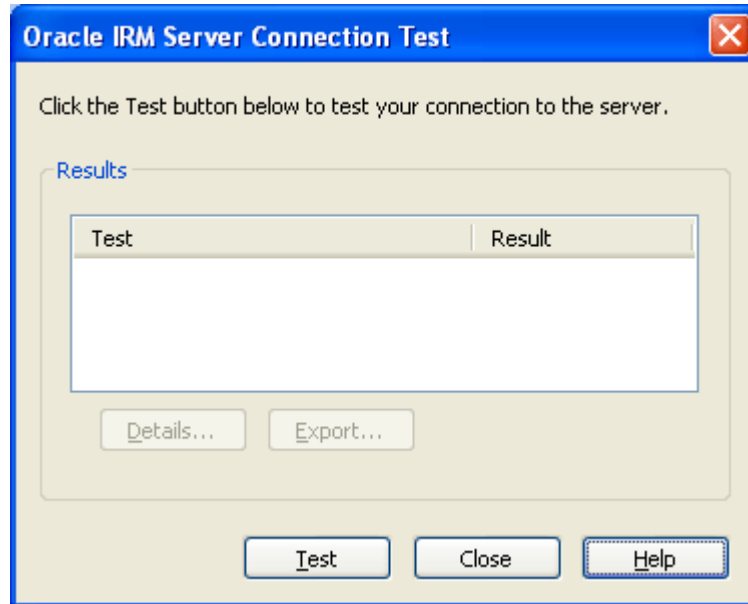 Oracle IRM Server Connection Test
Click the Test button below to test your connection to the server.
Results
Test Result
Details... Export...
Test Close Help